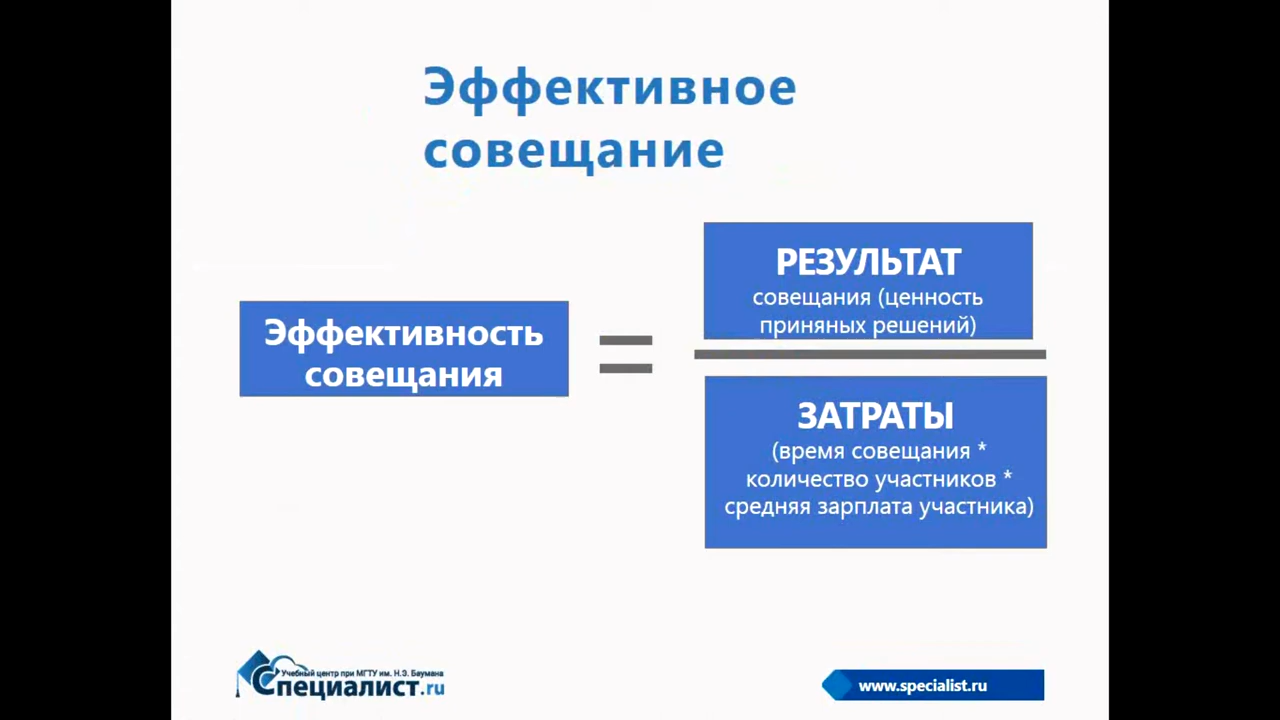 Эффективное
совещание
Эффективность
совещания
=
РЕЗУЛЬТАТ
совещания (ценность
приняных решений)
ЗАТРАТЫ
(время совещания *
количество участников *
средняя зарплата участника)
Учебный центр при МГТУ им. Н.Э. Баумана
Специалист.ru
www.specialist.ru